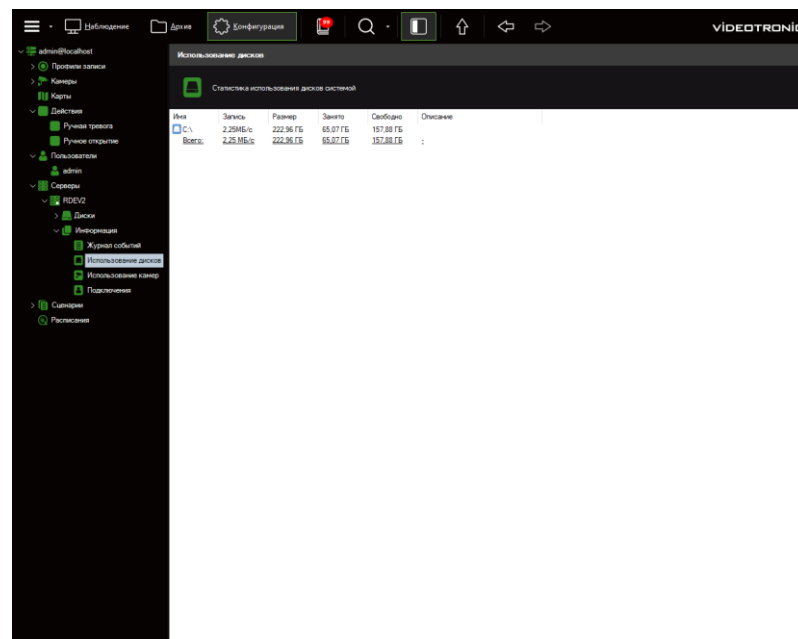 Наблюдение Архив Конфигурация 99 VIDEOTRONIC
admin@localhost
Профили записи
Камеры
Карты
Действия
Ручная тревога
Ручное открытие
Пользователи
admin
Серверы
RDEV2
Диски
Информация
Журнал событий
Использование дисков
Использование камер
Подключения
Сценарии
Расписания
Использование дисков
Статистика использования дисков системой
Имя Запись Размер Занято Свободно Описание
C:\ 2,25МБ/с 222,96 ГБ 65,07 ГБ 157,88 ГБ
Всего: 2,25 МБ/с 222,96 ГБ 65,07 ГБ 157,88 ГБ -